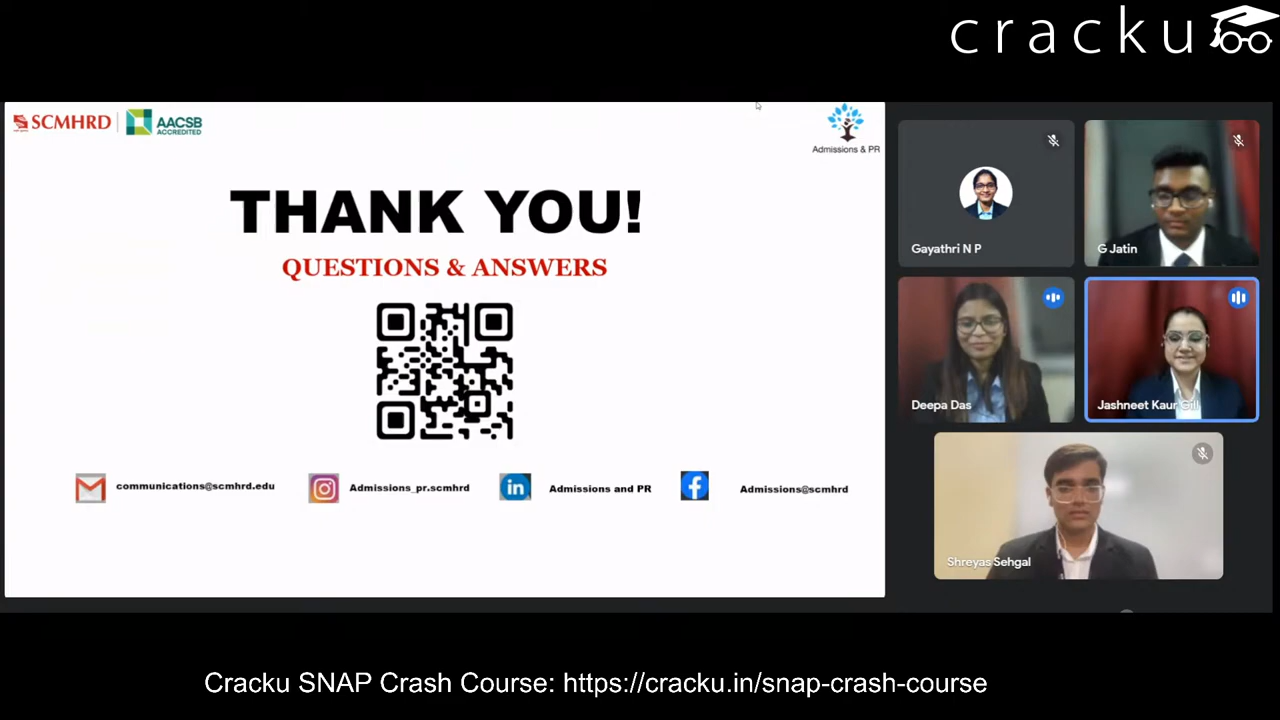 cracku
SCMHRD
AACSB
ACCREDITED
Admissions & PR
THANK YOU!
QUESTIONS & ANSWERS
communications@scmhrd.edu
Admissions_pr.scmhrd
Admissions and PR
Admissions@scmhrd
Gayathri N P
G Jatin
Deepa Das
Jashneet Kaur Gill
Shreyas Sehgal
Cracku SNAP Crash Course: https://cracku.in/snap-crash-course